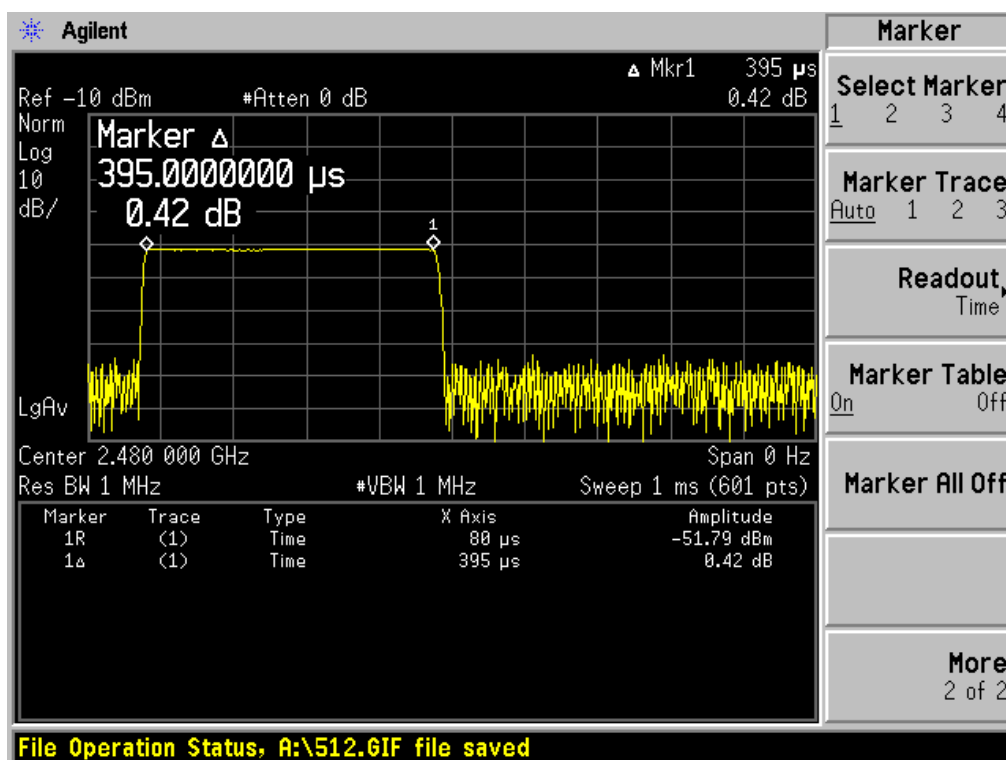 Agilent
Marker
Δ Mkr1 395 µs
Ref -10 dBm #Atten 0 dB 0.42 dB
Norm
Log
10
dB/
Marker Δ
395.0000000 µs
0.42 dB
1
LgAv
Center 2.480 000 GHz Span 0 Hz
Res BW 1 MHz #VBW 1 MHz Sweep 1 ms (601 pts)
Marker Trace Type X Axis Amplitude
1R (1) Time 80 µs -51.79 dBm
1Δ (1) Time 395 µs 0.42 dB
Select Marker
1 2 3 4
Marker Trace
Auto 1 2 3
Readout
Time
Marker Table
On Off
Marker All Off
More
2 of 2
File Operation Status, A:\512.GIF file saved